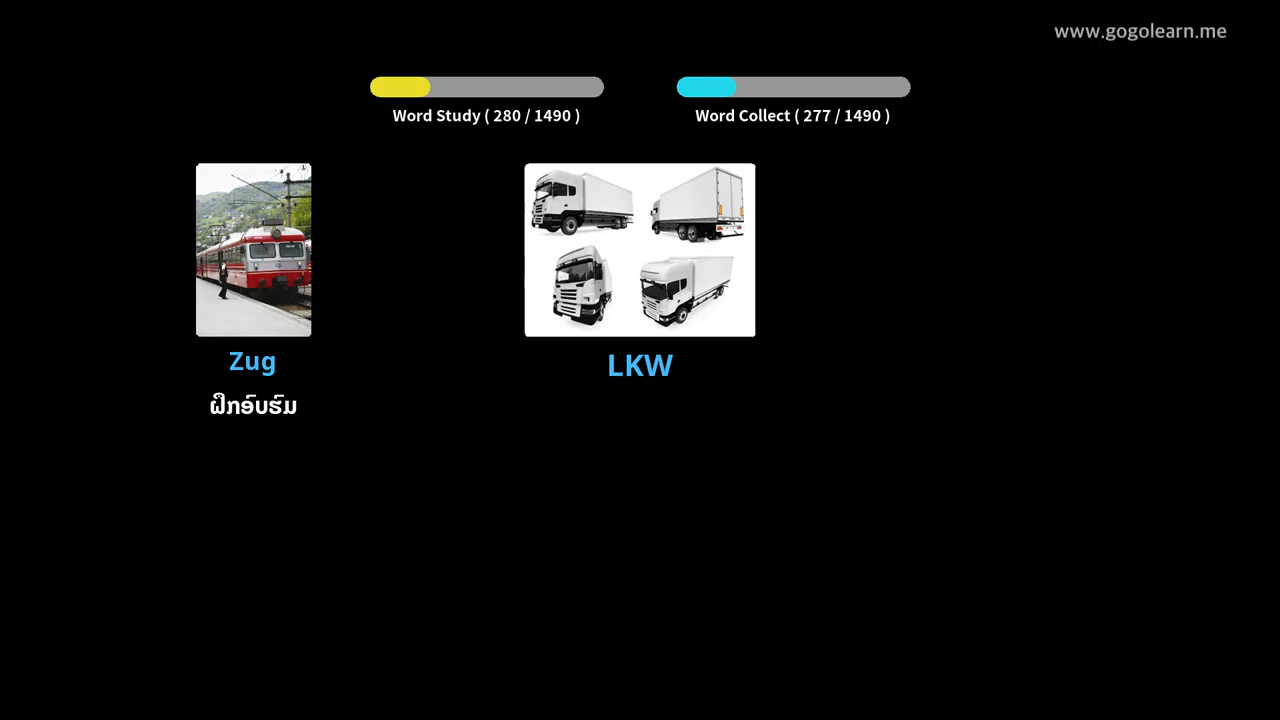 www.gogolearn.me
Word Study ( 280 / 1490 )
Word Collect ( 277 / 1490 )
Zug
ຝຶກອົບຮົມ
LKW